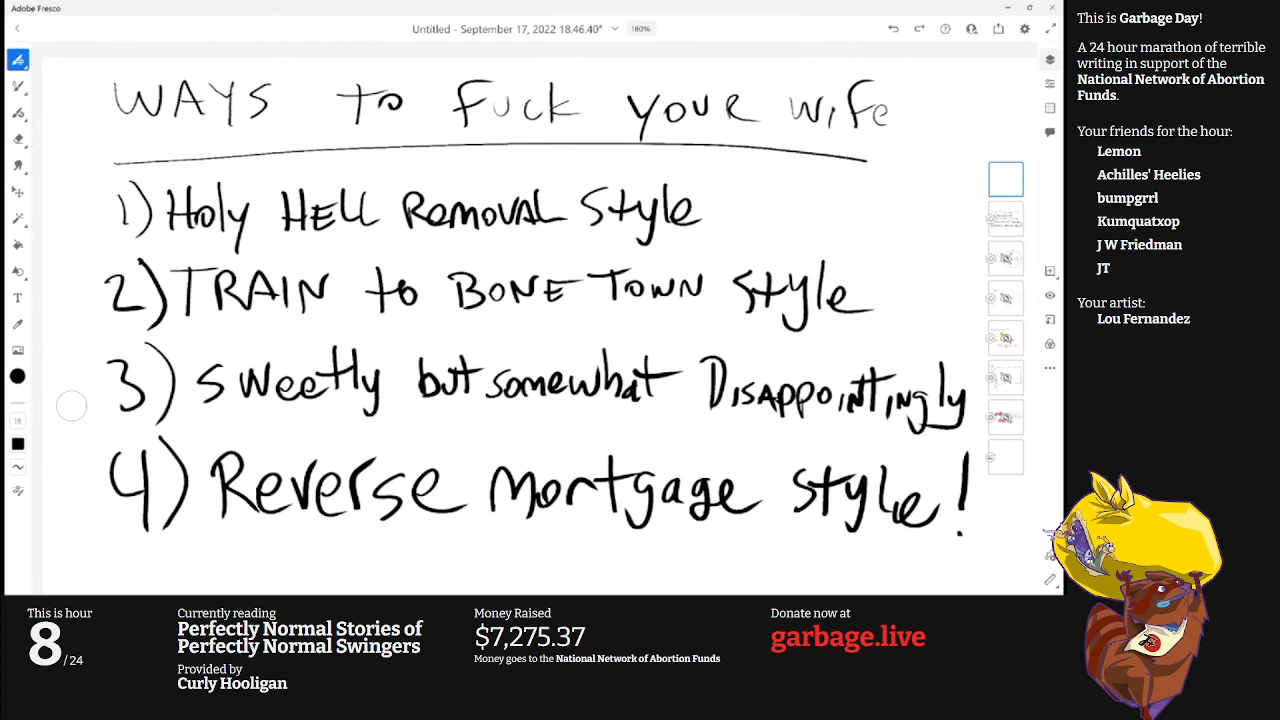 Adobe Fresco
Untitled - September 17, 2022 18.46.40*
180%
WAYS to Fuck your wife
1) Holy HELL Removal Style
2) TRAIN to BONE TOWN Style
3) Sweetly but somewhat Disappointingly
4) Reverse mortgage style!
18
This is Garbage Day!
A 24 hour marathon of terrible
writing in support of the
National Network of Abortion
Funds.
Your friends for the hour:
Lemon
Achilles' Heelies
bumpgrrl
Kumquatxop
J W Friedman
JT
Your artist:
Lou Fernandez
This is hour
8 / 24
Currently reading
Perfectly Normal Stories of
Perfectly Normal Swingers
Provided by
Curly Hooligan
Money Raised
$7,275.37
Money goes to the National Network of Abortion Funds
Donate now at
garbage.live